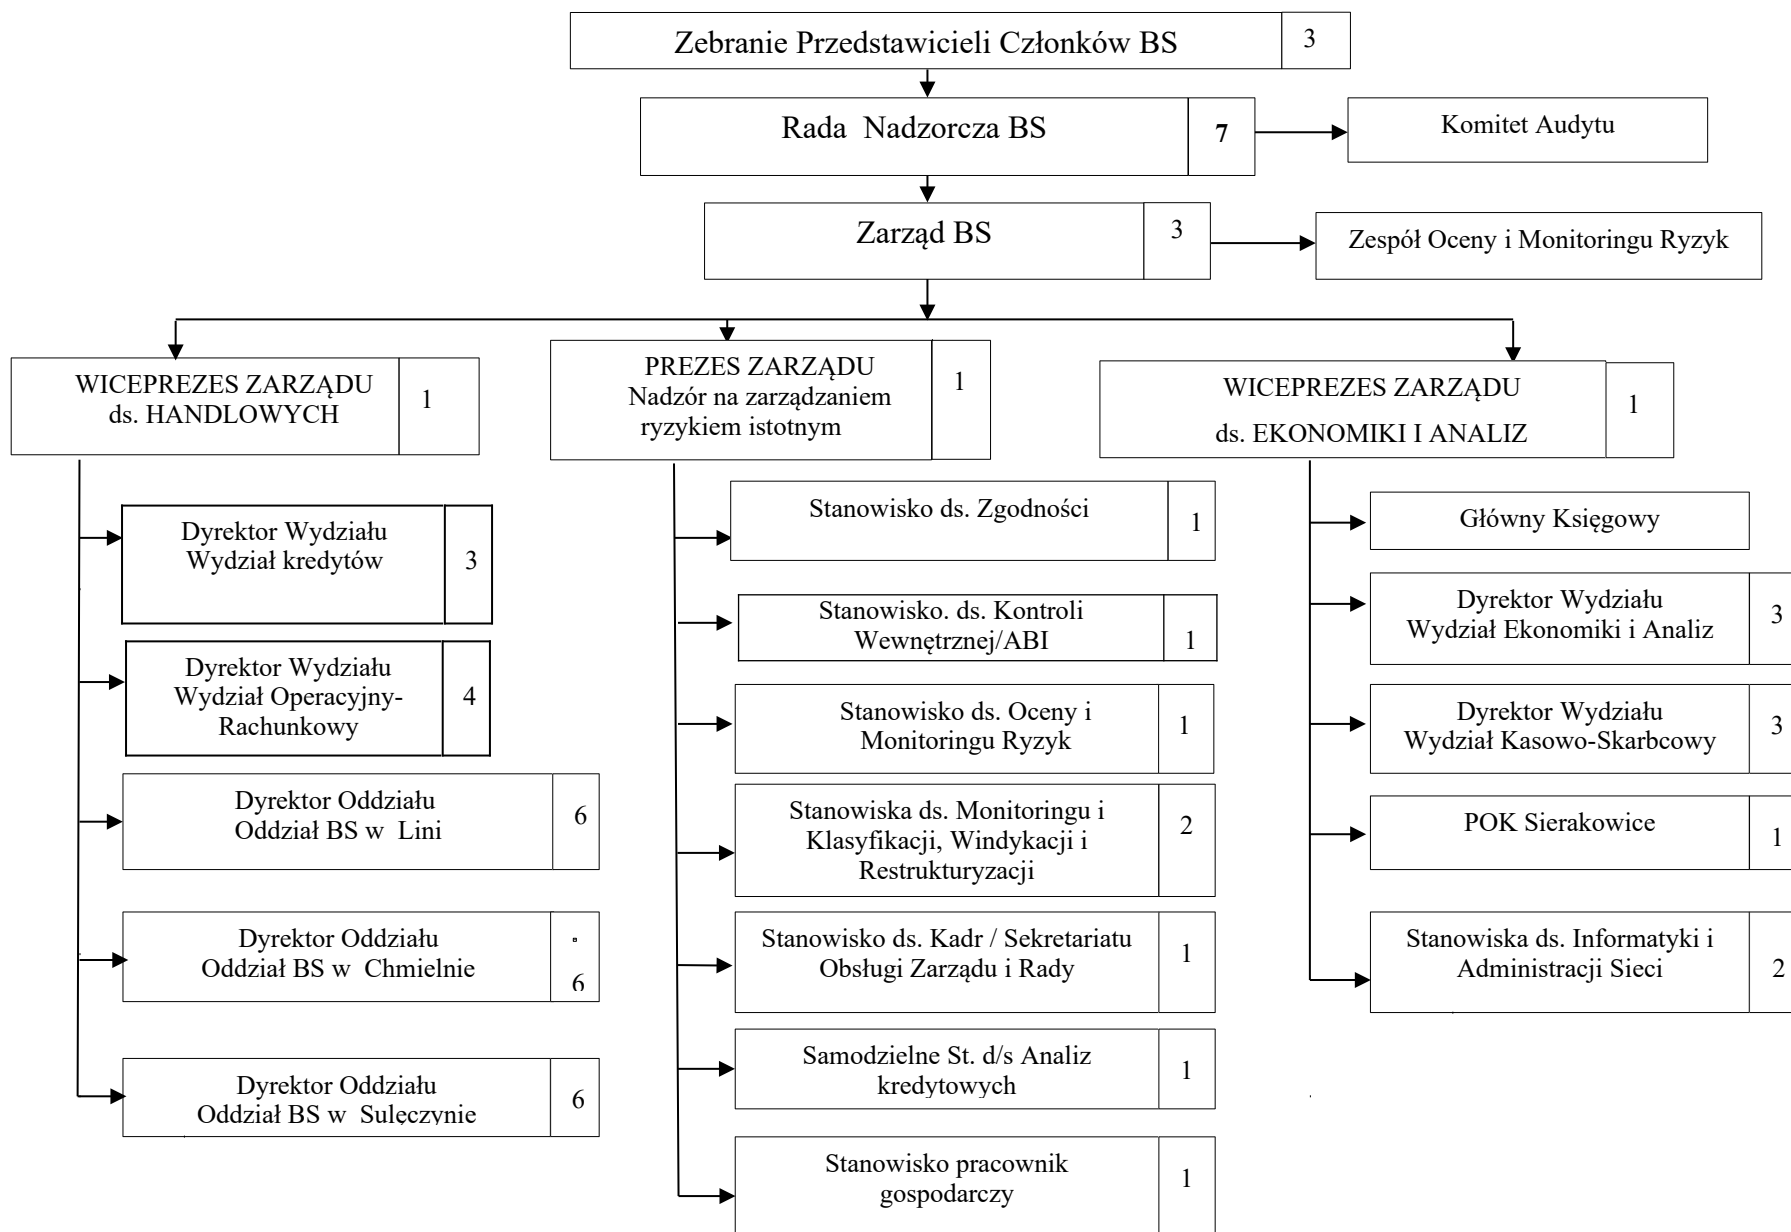 Zebranie Przedstawicieli Członków BS 3
Rada Nadzorcza BS 7
Komitet Audytu
Zarząd BS 3
Zespół Oceny i Monitoringu Ryzyk
WICEPREZES ZARZĄDU
ds. HANDLOWYCH
1
PREZES ZARZĄDU
Nadzór na zarządzaniem
ryzykiem istotnym
1
WICEPREZES ZARZĄDU
ds. EKONOMIKI I ANALIZ
1
Dyrektor Wydziału
Wydział kredytów
3
Dyrektor Wydziału
Wydział Operacyjny-
Rachunkowy
4
Dyrektor Oddziału
Oddział BS w Lini
6
Dyrektor Oddziału
Oddział BS w Chmielnie
6
Dyrektor Oddziału
Oddział BS w Sulęczynie
6
Stanowisko ds. Zgodności
1
Stanowisko. ds. Kontroli
Wewnętrznej/ABI
1
Stanowisko ds. Oceny i
Monitoringu Ryzyk
1
Stanowiska ds. Monitoringu i
Klasyfikacji, Windykacji i
Restrukturyzacji
2
Stanowisko ds. Kadr / Sekretariatu
Obsługi Zarządu i Rady
1
Samodzielne St. d/s Analiz
kredytowych
1
Stanowisko pracownik
gospodarczy
1
Główny Księgowy
Dyrektor Wydziału
Wydział Ekonomiki i Analiz
3
Dyrektor Wydziału
Wydział Kasowo-Skarbcowy
3
POK Sierakowice
1
Stanowiska ds. Informatyki i
Administracji Sieci
2